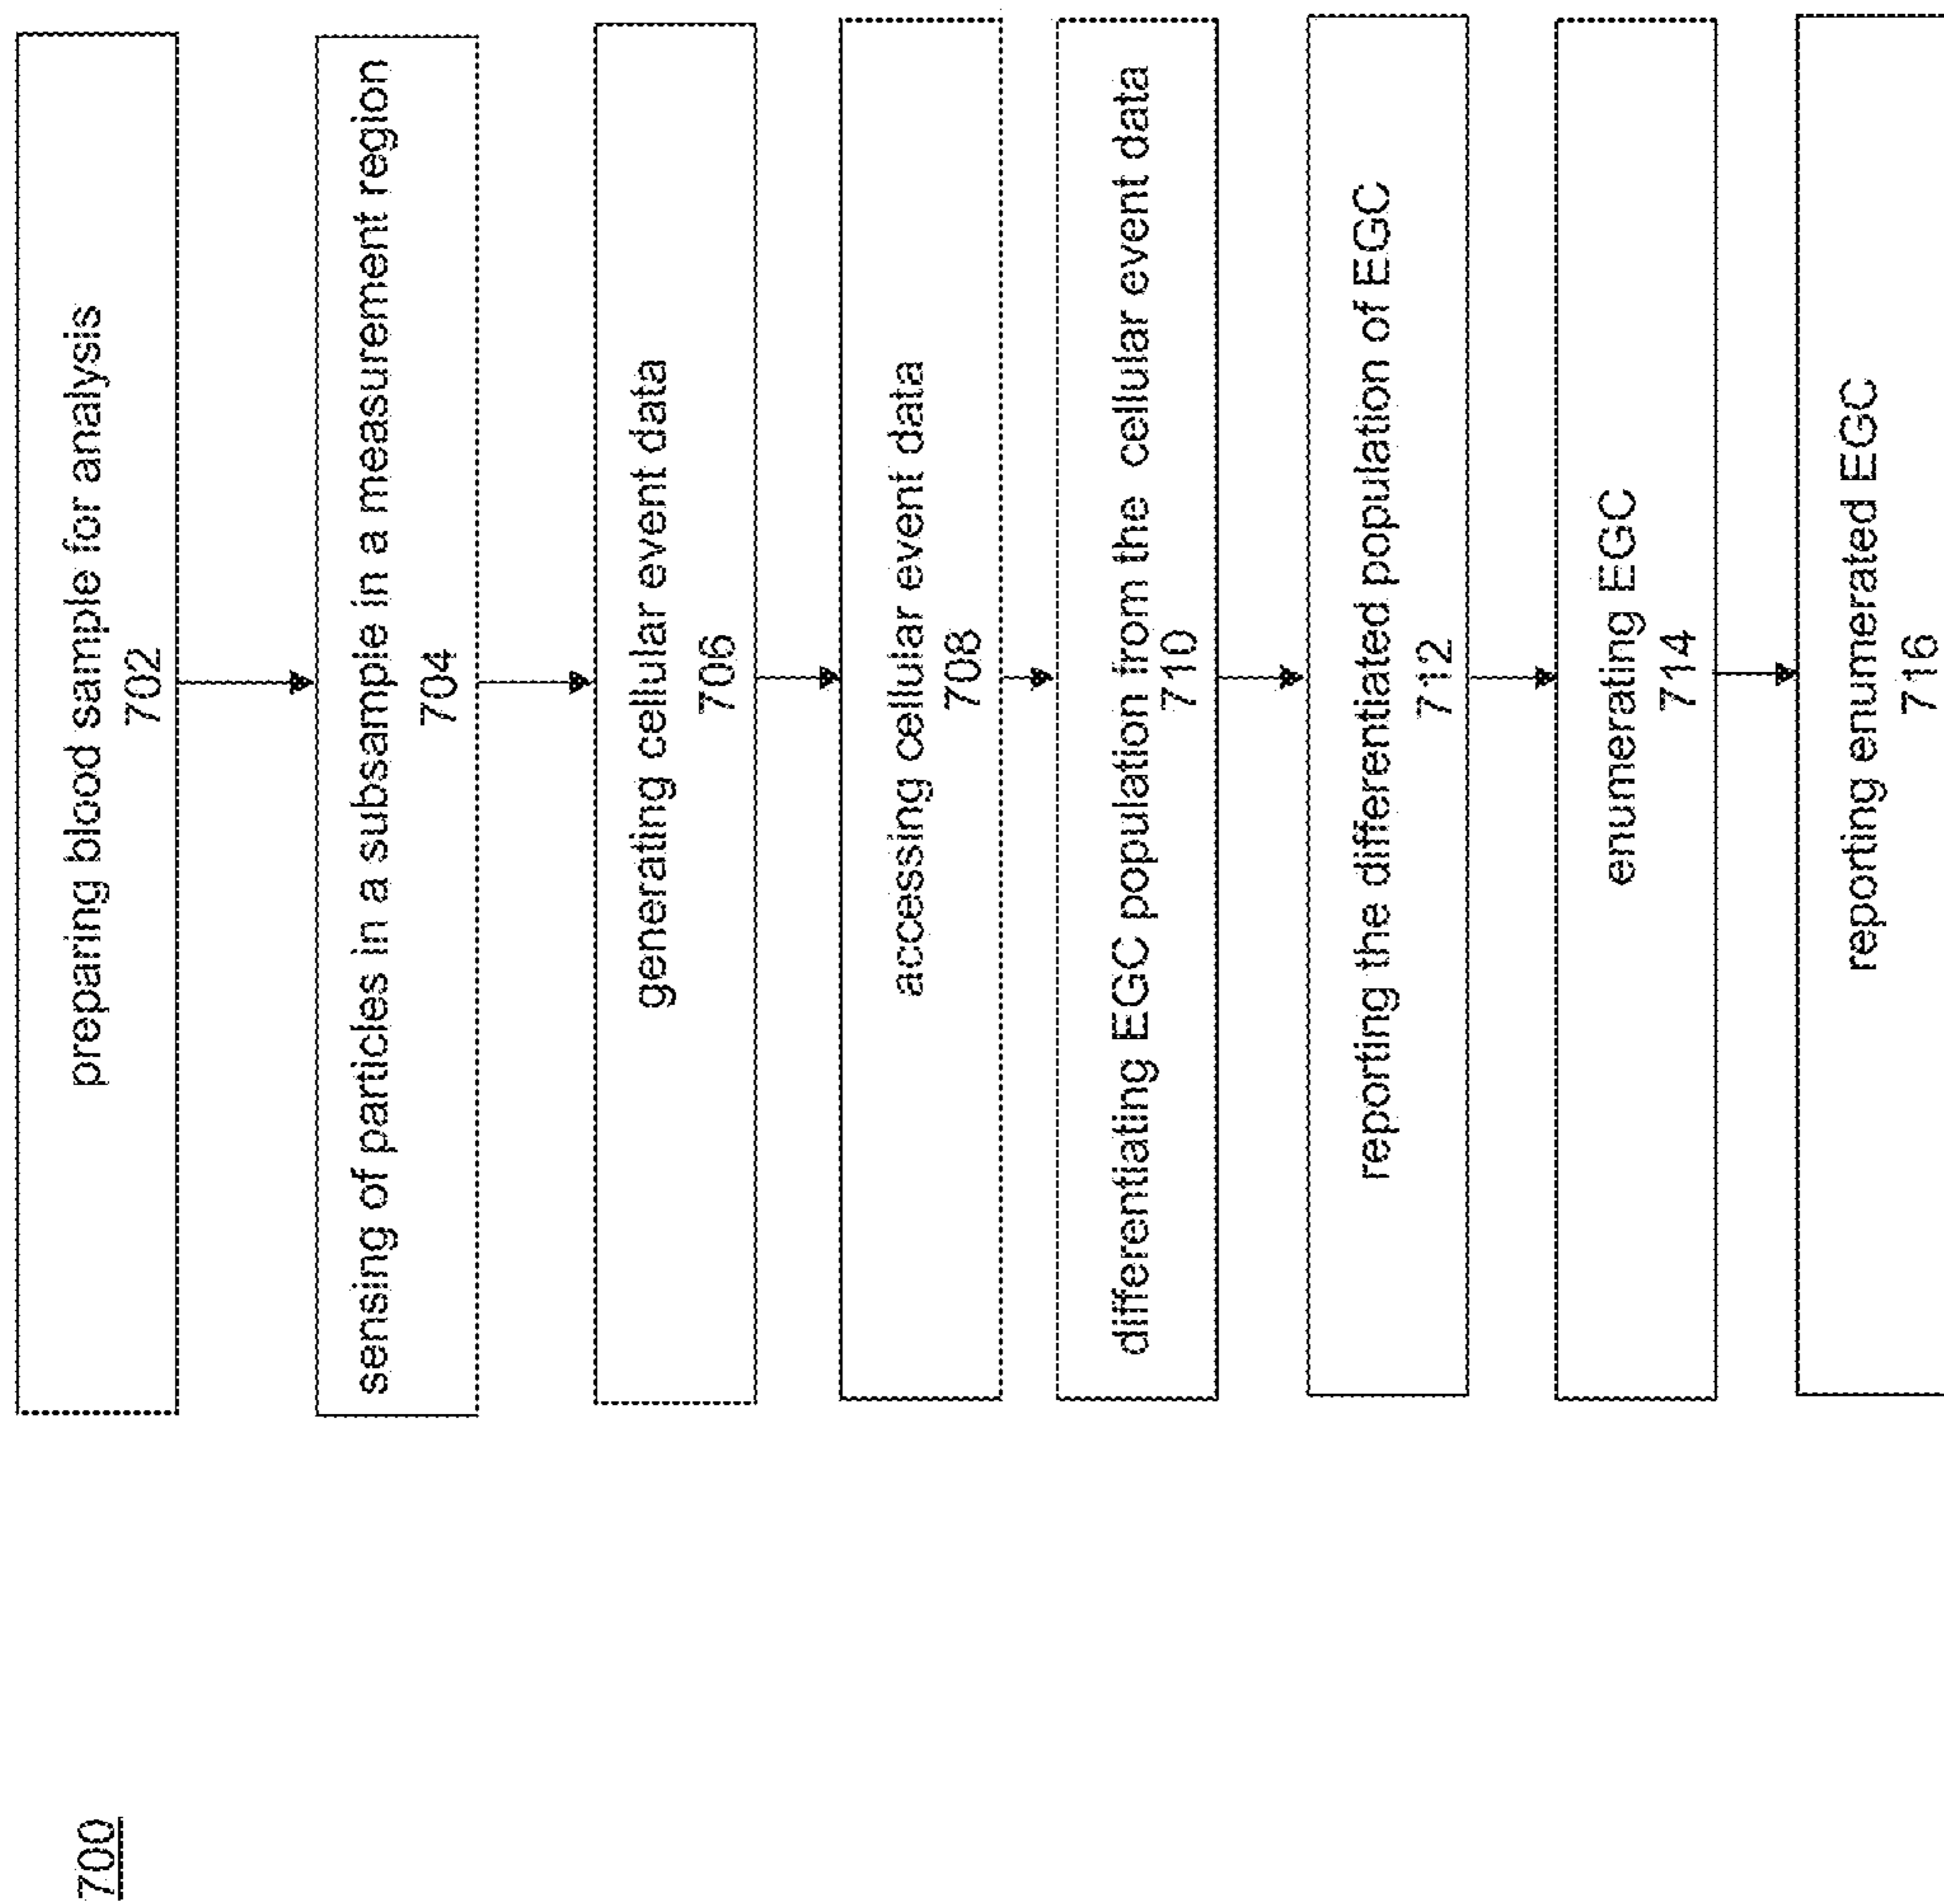 700
preparing blood sample for analysis
702
sensing of particles in a subsample in a measurement region
704
generating cellular event data
706
accessing cellular event data
708
differentiating EGC population from the cellular event data
710
reporting the differentiated population of EGC
712
enumerating EGC
714
reporting enumerated EGC
716